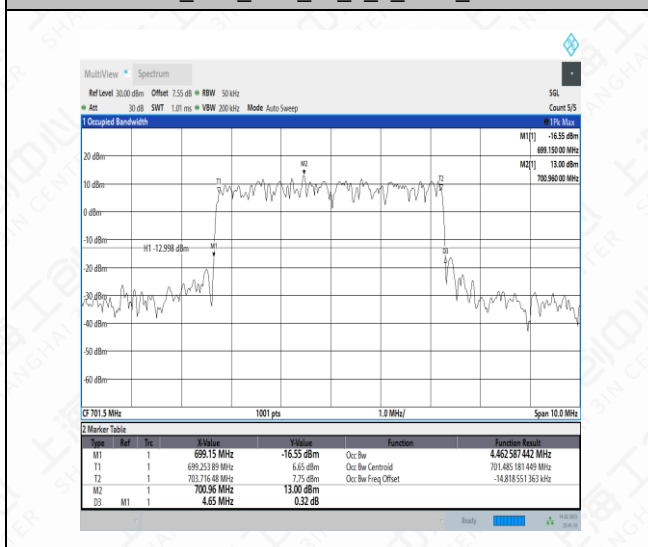 MultiView Spectrum
Ref Level 30.00 dBm Offset 7.55 dB RBW 50 kHz SGL
Att 30 dB SWT 1.01 ms VBW 200 kHz Mode Auto Sweep Count 5/5
1 Occupied Bandwidth 1Pk Max
M1[1] -16.55 dBm
699.150 00 MHz
M2[1] 13.00 dBm
700.960 00 MHz
20 dBm
10 dBm
0 dBm
-10 dBm
-20 dBm
-30 dBm
-40 dBm
-50 dBm
-60 dBm
H1 -12.998 dBm
M1
T1
M2
T2
D3
CF 701.5 MHz 1001 pts 1.0 MHz/ Span 10.0 MHz
2 Marker Table
Type Ref Trc X-Value Y-Value Function Function Result
M1 1 699.15 MHz -16.55 dBm Occ Bw 4.462 587 442 MHz
T1 1 699.253 89 MHz 6.65 dBm Occ Bw Centroid 701.485 181 449 MHz
T2 1 703.716 48 MHz 7.75 dBm Occ Bw Freq Offset -14.818 551 363 kHz
M2 1 700.96 MHz 13.00 dBm
D3 M1 1 4.65 MHz 0.32 dB
Ready